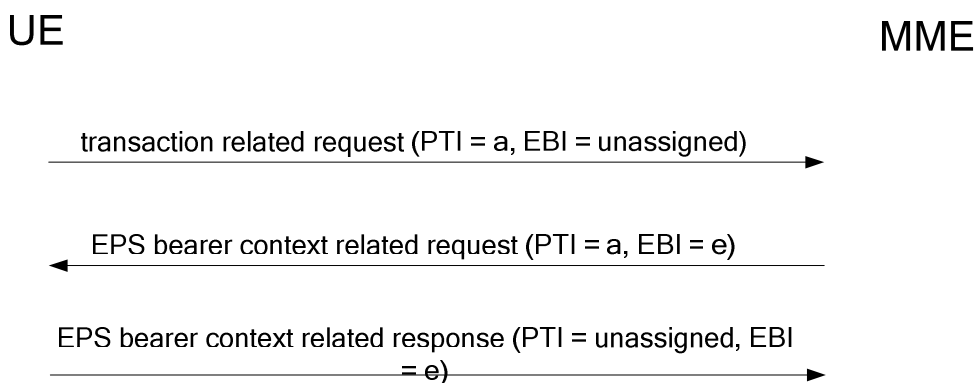 UE
MME
transaction related request (PTI = a, EBI = unassigned)
EPS bearer context related request (PTI = a, EBI = e)
EPS bearer context related response (PTI = unassigned, EBI
= e)